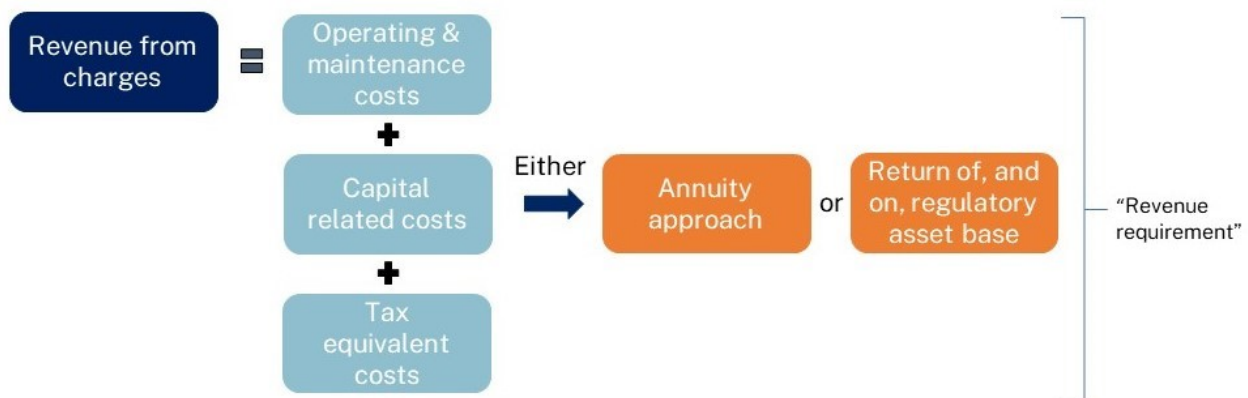 Revenue from
charges
=
Operating &
maintenance
costs
+
Capital
related costs
Either
Annuity
approach
or
Return of, and
on, regulatory
asset base
+
Tax
equivalent
costs
“Revenue
requirement”